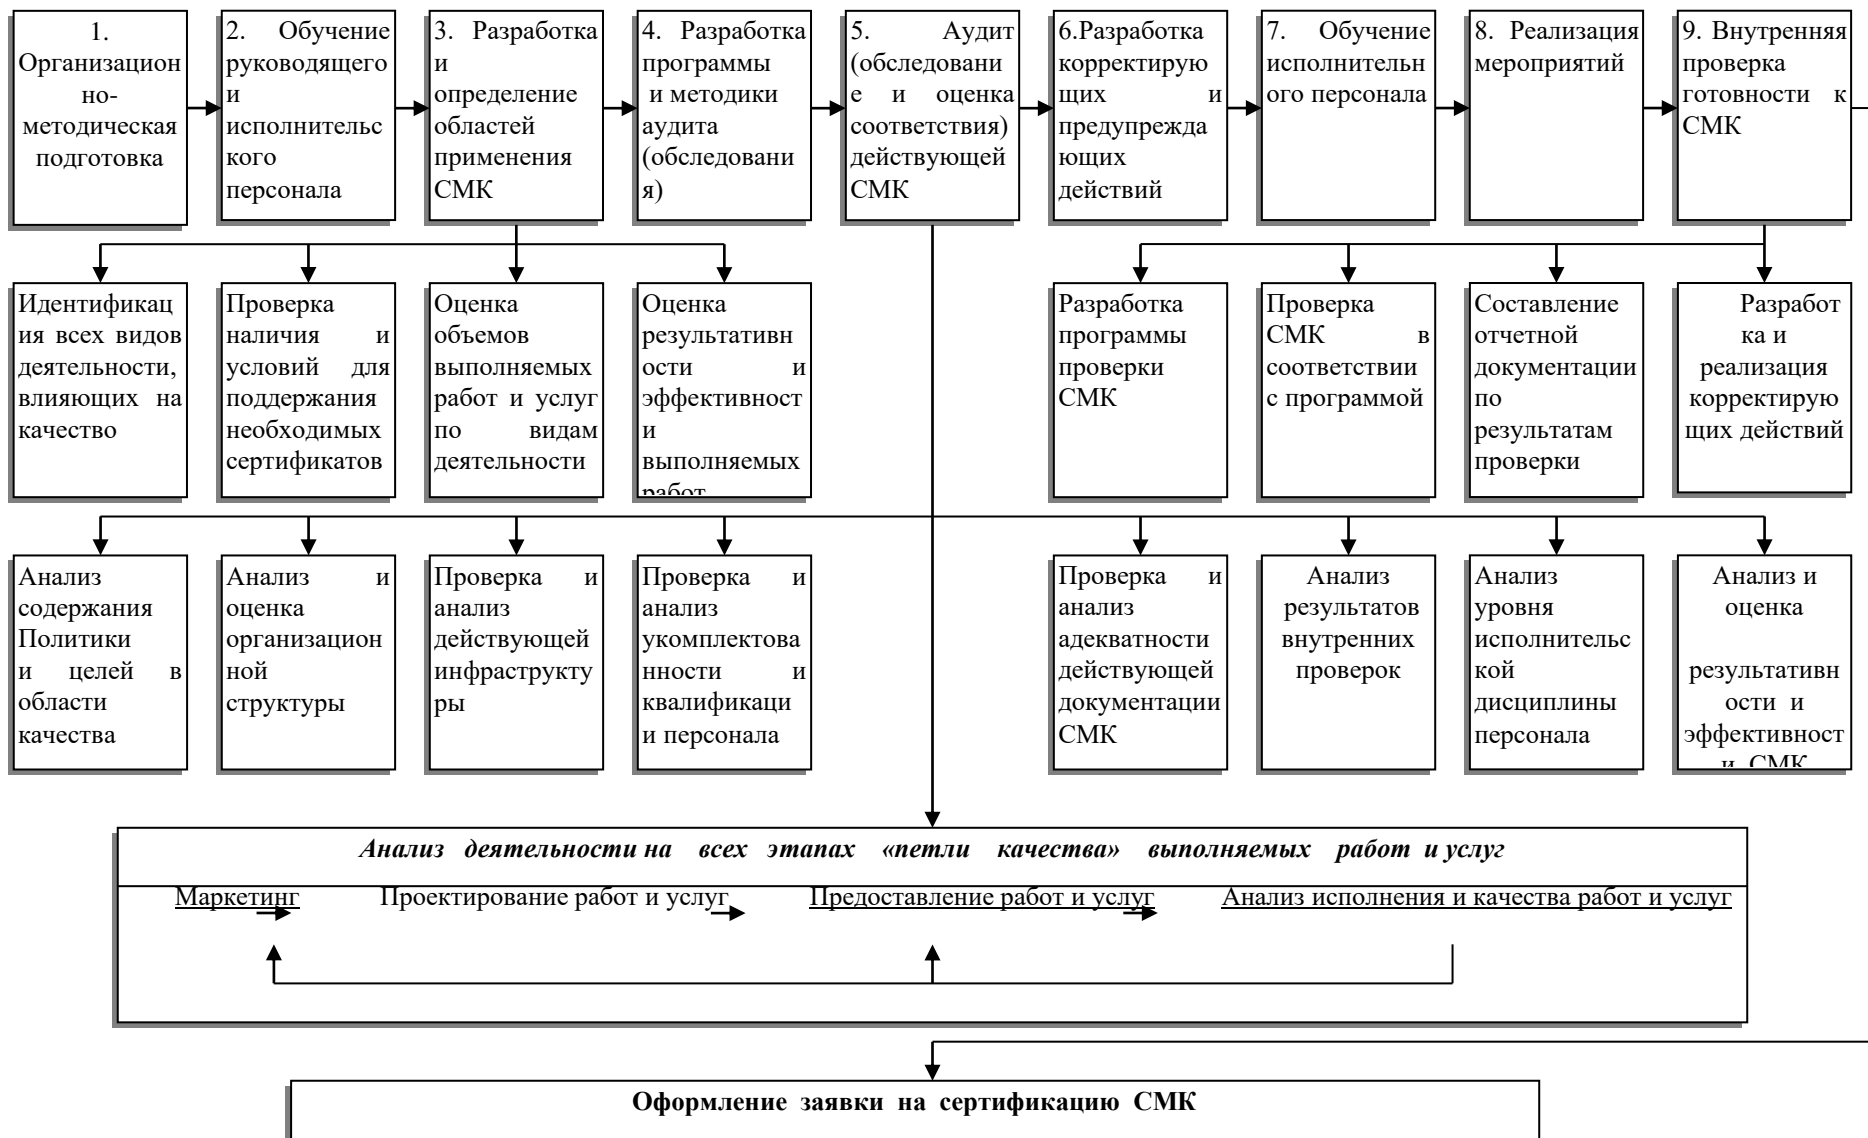 1.
Организацион
но-
методическая
подготовка
2. Обучение
руководящего
и
исполнительс
кого
персонала
3. Разработка
и
определение
областей
применения
СМК
4. Разработка
программы
и методики
аудита
(обследовани
я)
5. Аудит
(обследовани
е и оценка
соответствия)
действующей
СМК
6.Разработка
корректирую
щих и
предупрежда
ющих
действий
7. Обучение
исполнительн
ого персонала
8. Реализация
мероприятий
9. Внутренняя
проверка
готовности к
СМК
Идентификац
ия всех видов
деятельности,
влияющих на
качество
Проверка
наличия и
условий для
поддержания
необходимых
сертификатов
Оценка
объемов
выполняемых
работ и услуг
по видам
деятельности
Оценка
результативн
ости и
эффективност
и
выполняемых
работ
Разработка
программы
проверки
СМК
Проверка
СМК в
соответствии
с программой
Составление
отчетной
документации
по
результатам
проверки
Разработ
ка и
реализация
корректирую
щих действий
Анализ
содержания
Политики
и целей в
области
качества
Анализ и
оценка
организацион
ной
структуры
Проверка и
анализ
действующей
инфраструкту
ры
Проверка и
анализ
укомплектова
нности и
квалификаци
и персонала
Проверка и
анализ
адекватности
действующей
документации
СМК
Анализ
результатов
внутренних
проверок
Анализ
уровня
исполнительс
кой
дисциплины
персонала
Анализ и
оценка
результативн
ости и
эффективност
и СМК
Анализ деятельности на всех этапах «петли качества» выполняемых работ и услуг
Маркетинг Проектирование работ и услуг Предоставление работ и услуг Анализ исполнения и качества работ и услуг
Оформление заявки на сертификацию СМК